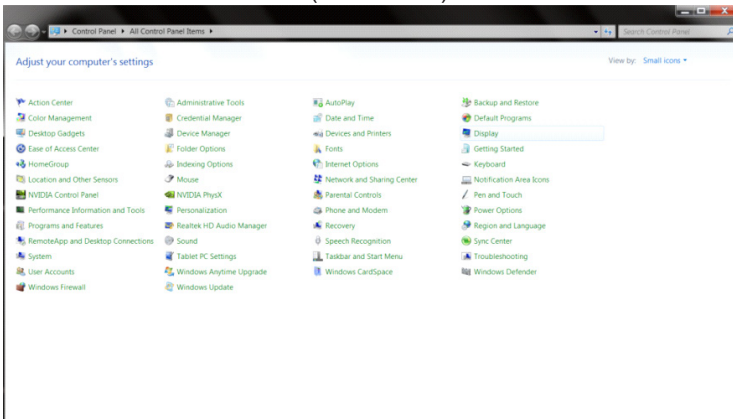 Control Panel ▸ All Control Panel Items ▸ Search Control Panel
Adjust your computer's settings View by: Small icons
Action Center Administrative Tools AutoPlay Backup and Restore
Color Management Credential Manager Date and Time Default Programs
Desktop Gadgets Device Manager Devices and Printers Display
Ease of Access Center Folder Options Fonts Getting Started
HomeGroup Indexing Options Internet Options Keyboard
Location and Other Sensors Mouse Network and Sharing Center Notification Area Icons
NVIDIA Control Panel NVIDIA PhysX Parental Controls Pen and Touch
Performance Information and Tools Personalization Phone and Modem Power Options
Programs and Features Realtek HD Audio Manager Recovery Region and Language
RemoteApp and Desktop Connections Sound Speech Recognition Sync Center
System Tablet PC Settings Taskbar and Start Menu Troubleshooting
User Accounts Windows Anytime Upgrade Windows CardSpace Windows Defender
Windows Firewall Windows Update